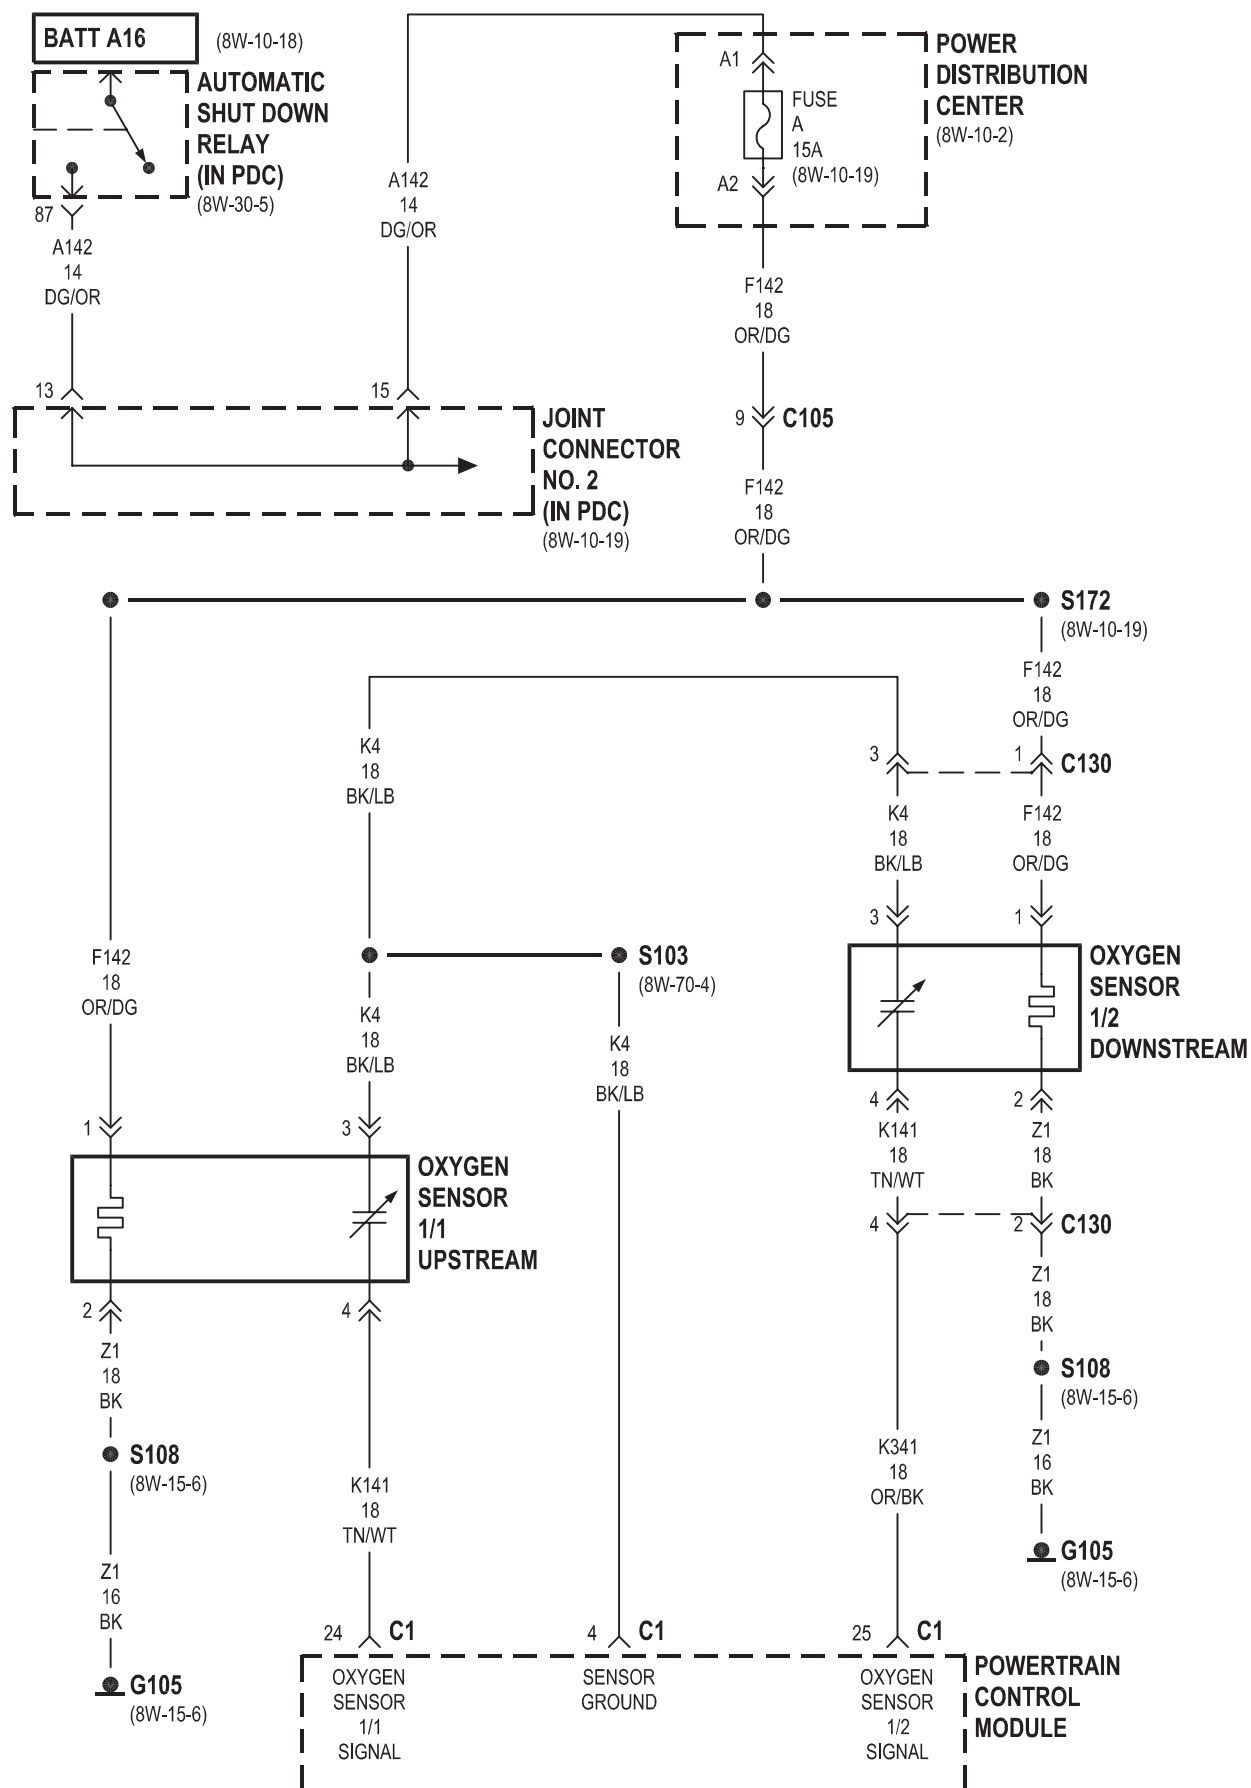 BATT A16
(8W-10-18)
AUTOMATIC
SHUT DOWN
RELAY
(IN PDC)
(8W-30-5)
87
A142
14
DG/OR
A142
14
DG/OR
A1
FUSE
A
15A
(8W-10-19)
A2
POWER
DISTRIBUTION
CENTER
(8W-10-2)
F142
18
OR/DG
13
15
JOINT
CONNECTOR
NO. 2
(IN PDC)
(8W-10-19)
9
C105
F142
18
OR/DG
S172
(8W-10-19)
F142
18
OR/DG
K4
18
BK/LB
3
1
C130
K4
18
BK/LB
F142
18
OR/DG
3
1
F142
18
OR/DG
S103
(8W-70-4)
K4
18
BK/LB
K4
18
BK/LB
OXYGEN
SENSOR
1/2
DOWNSTREAM
4
2
K141
18
TN/WT
Z1
18
BK
1
3
OXYGEN
SENSOR
1/1
UPSTREAM
4
2
C130
Z1
18
BK
2
4
Z1
18
BK
S108
(8W-15-6)
S108
(8W-15-6)
K141
18
TN/WT
K341
18
OR/BK
Z1
16
BK
G105
(8W-15-6)
Z1
16
BK
G105
(8W-15-6)
24
C1
4
C1
25
C1
OXYGEN
SENSOR
1/1
SIGNAL
SENSOR
GROUND
OXYGEN
SENSOR
1/2
SIGNAL
POWERTRAIN
CONTROL
MODULE